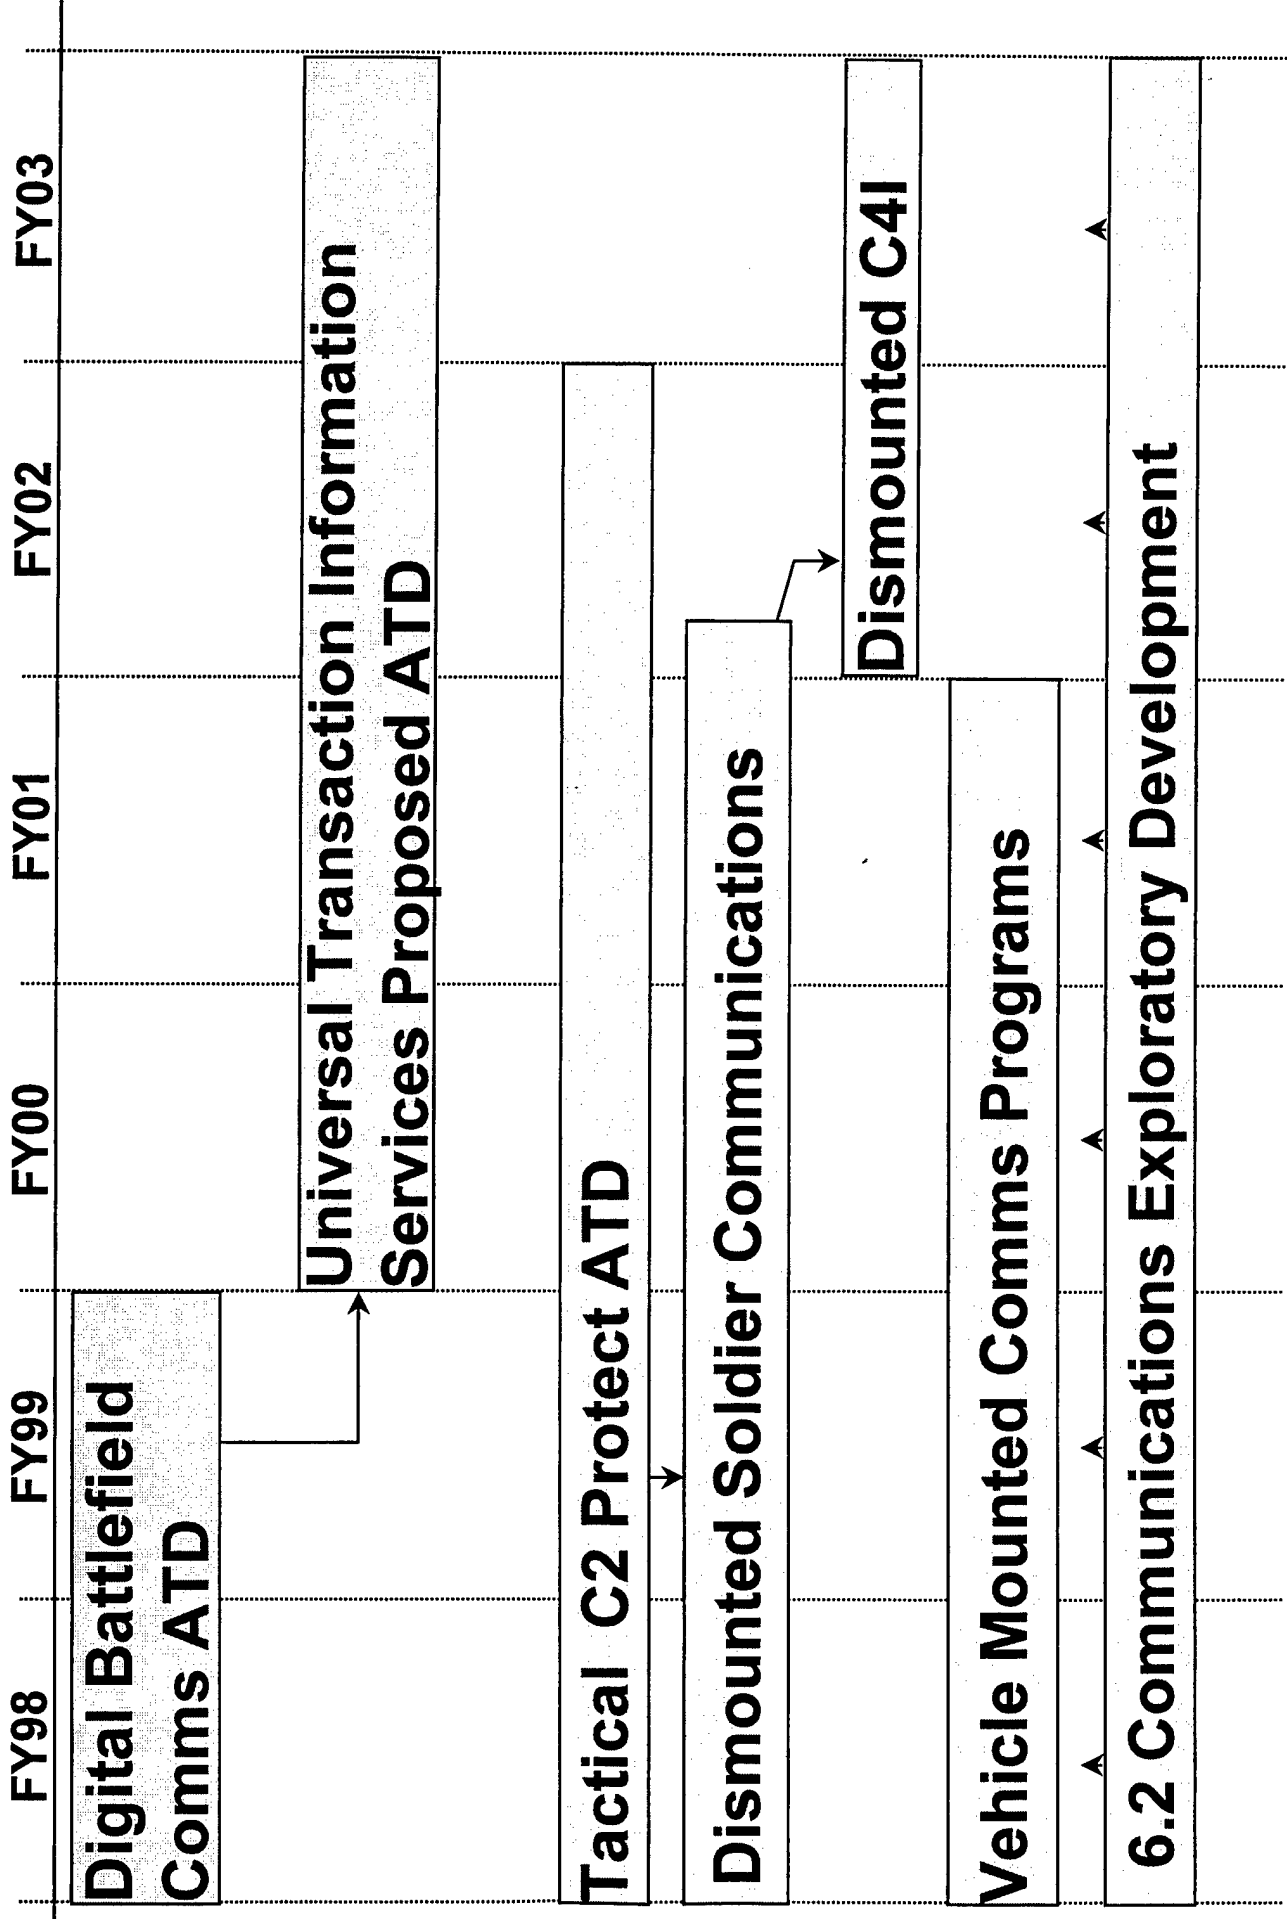 FY98
FY99
FY00
FY01
FY02
FY03
Digital Battlefield
Comms ATD
Universal Transaction Information
Services Proposed ATD
Tactical C2 Protect ATD
Dismounted Soldier Communications
Dismounted C4I
Vehicle Mounted Comms Programs
6.2 Communications Exploratory Development